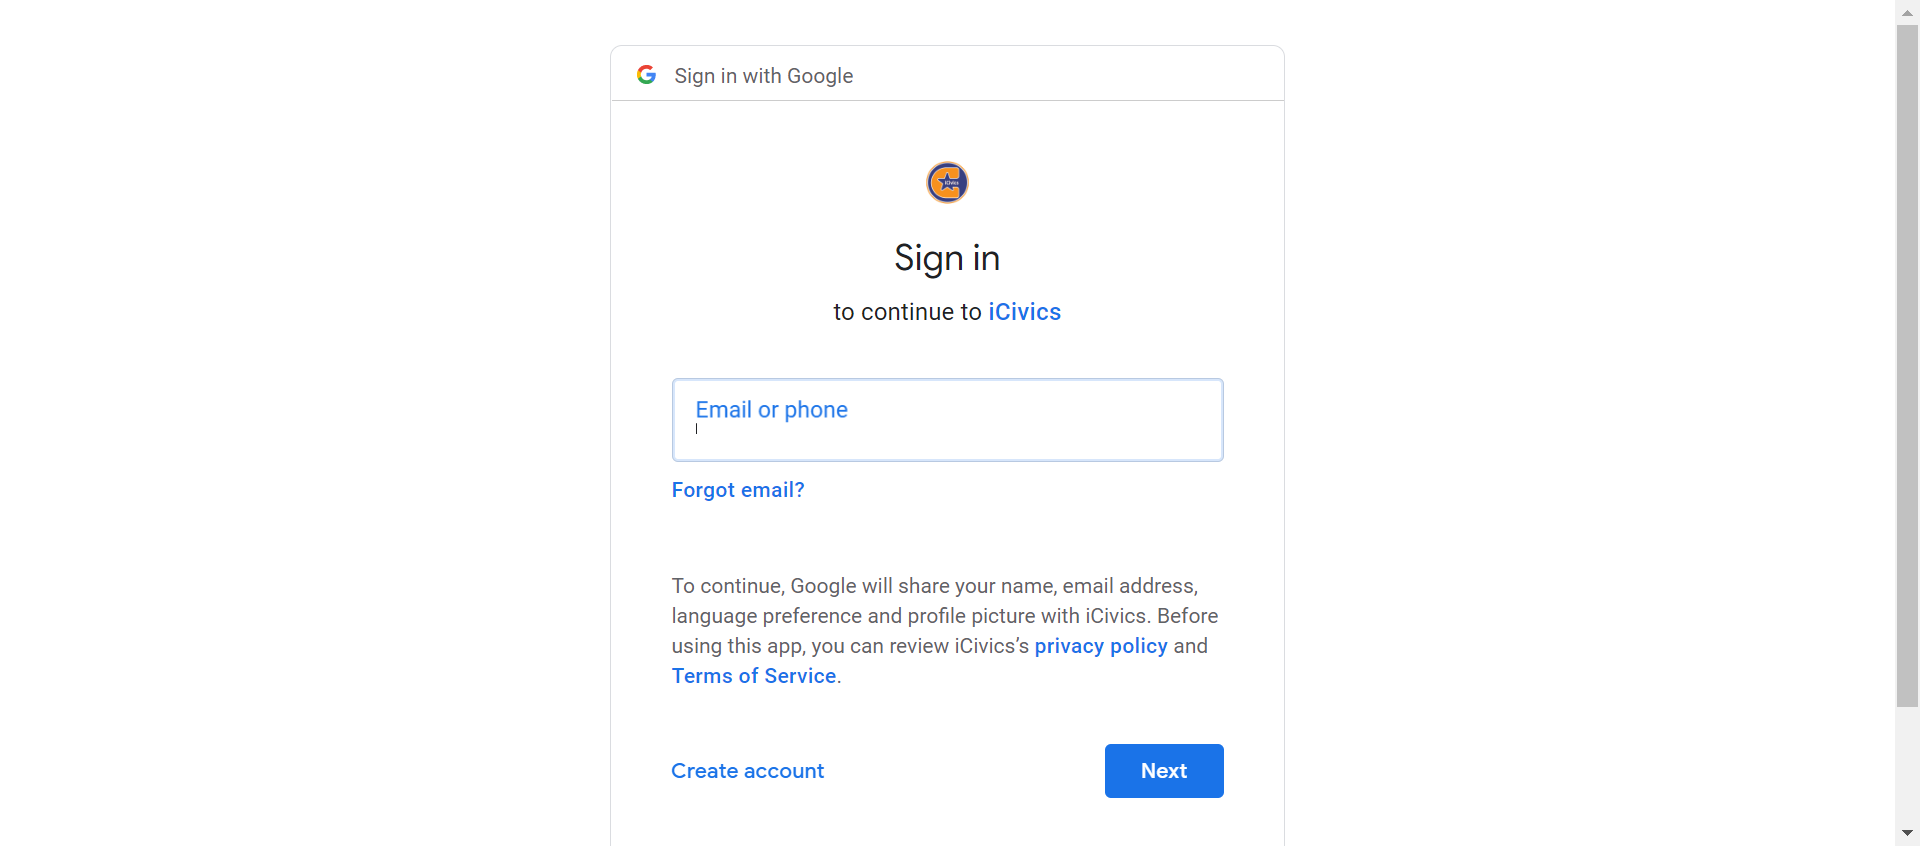 Sign in with Google
iCivics
Sign in
to continue to iCivics
Email or phone
Forgot email?
To continue, Google will share your name, email address,
language preference and profile picture with iCivics. Before
using this app, you can review iCivics’s privacy policy and
Terms of Service.
Create account
Next